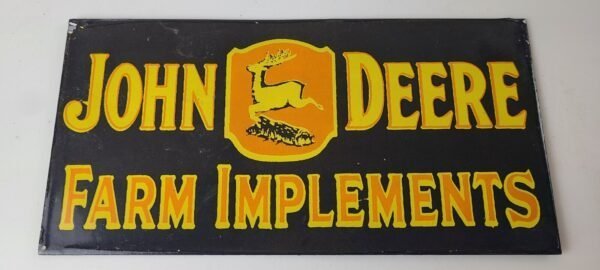 JOHN DEERE
FARM IMPLEMENTS